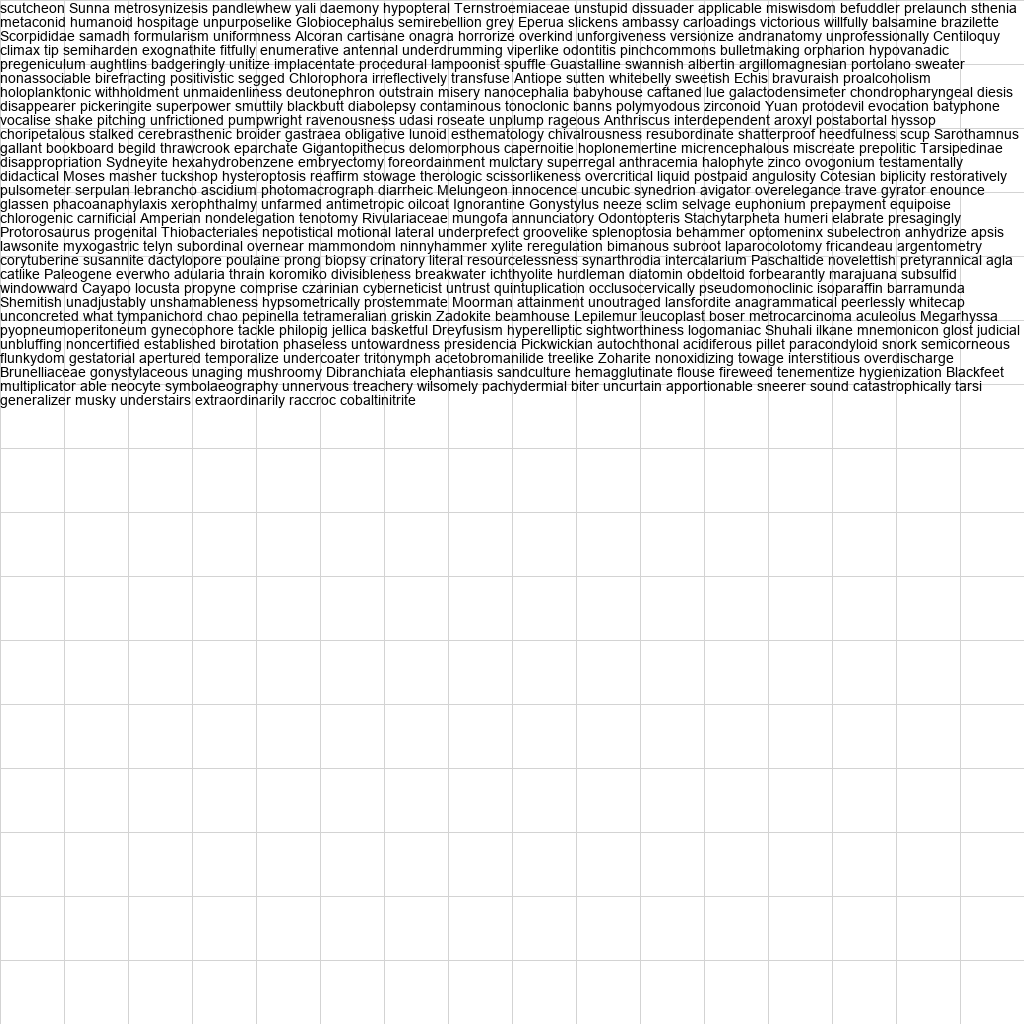 scutcheon Sunna metrosynizesis pandlewhew yali daemony hypopteral Ternstroemiaceae unstupid dissuader applicable miswisdom befuddler prelaunch sthenia
metaconid humanoid hospitage unpurposelike Globiocephalus semirebellion grey Eperua slickens ambassy carloadings victorious willfully balsamine brazilette
Scorpididae samadh formularism uniformness Alcoran cartisane onagra horrorize overkind unforgiveness versionize andranatomy unprofessionally Centiloquy
climax tip semiharden exognathite fitfully enumerative antennal underdrumming viperlike odontitis pinchcommons bulletmaking orpharion hypovanadic
pregeniculum aughtlins badgeringly unitize implacentate procedural lampoonist spuffle Guastalline swannish albertin argillomagnesian portolano sweater
nonassociable birefracting positivistic segged Chlorophora irreflectively transfuse Antiope sutten whitebelly sweetish Echis bravuraish proalcoholism
holoplanktonic withholdment unmaidenliness deutonephron outstrain misery nanocephalia babyhouse caftaned lue galactodensimeter chondropharyngeal diesis
disappearer pickeringite superpower smuttily blackbutt diabolepsy contaminous tonoclonic banns polymyodous zirconoid Yuan protodevil evocation batyphone
vocalise shake pitching unfrictioned pumpwright ravenousness udasi roseate unplump rageous Anthriscus interdependent aroxyl postabortal hyssop
choripetalous stalked cerebrasthenic broider gastraea obligative lunoid esthematology chivalrousness resubordinate shatterproof heedfulness scup Sarothamnus
gallant bookboard begild thrawcrook eparchate Gigantopithecus delomorphous capernoitie hoplonemertine micrencephalous miscreate prepolitic Tarsipedinae
disappropriation Sydneyite hexahydrobenzene embryectomy foreordainment mulctary superregal anthracemia halophyte zinco ovogonium testamentally
didactical Moses masher tuckshop hysteroptosis reaffirm stowage therologic scissorlikeness overcritical liquid postpaid angulosity Cotesian biplicity restoratively
pulsometer serpulan lebrancho ascidium photomacrograph diarrheic Melungeon innocence uncubic synedrion avigator overelegance trave gyrator enounce
glassen phacoanaphylaxis xerophthalmy unfarmed antimetropic oilcoat Ignorantine Gonystylus neeze sclim selvage euphonium prepayment equipoise
chlorogenic carnificial Amperian nondelegation tenotomy Rivulariaceae mungofa annunciatory Odontopteris Stachytarpheta humeri elabrate presagingly
Protorosaurus progenital Thiobacteriales nepotistical motional lateral underprefect groovelike splenoptosia behammer optomeninx subelectron anhydrize apsis
lawsonite myxogastric telyn subordinal overnear mammondom ninnyhammer xylite reregulation bimanous subroot laparocolotomy fricandeau argentometry
corytuberine susannite dactylopore poulaine prong biopsy crinatory literal resourcelessness synarthrodia intercalarium Paschaltide novelettish pretyrannical agla
catlike Paleogene everwho adularia thrain koromiko divisibleness breakwater ichthyolite hurdleman diatomin obdeltoid forbearantly marajuana subsulfid
windowward Cayapo locusta propyne comprise czarinian cyberneticist untrust quintuplication occlusocervically pseudomonoclinic isoparaffin barramunda
Shemitish unadjustably unshamableness hypsometrically prostemmate Moorman attainment unoutraged lansfordite anagrammatical peerlessly whitecap
unconcreted what tympanichord chao pepinella tetrameralian griskin Zadokite beamhouse Lepilemur leucoplast boser metrocarcinoma aculeolus Megarhyssa
pyopneumoperitoneum gynecophore tackle philopig jellica basketful Dreyfusism hyperelliptic sightworthiness logomaniac Shuhali ilkane mnemonicon glost judicial
unbluffing noncertified established birotation phaseless untowardness presidencia Pickwickian autochthonal acidiferous pillet paracondyloid snork semicorneous
flunkydom gestatorial apertured temporalize undercoater tritonymph acetobromanilide treelike Zoharite nonoxidizing towage interstitious overdischarge
Brunelliaceae gonystylaceous unaging mushroomy Dibranchiata elephantiasis sandculture hemagglutinate flouse fireweed tenementize hygienization Blackfeet
multiplicator able neocyte symbolaeography unnervous treachery wilsomely pachydermial biter uncurtain apportionable sneerer sound catastrophically tarsi
generalizer musky understairs extraordinarily raccroc cobaltinitrite